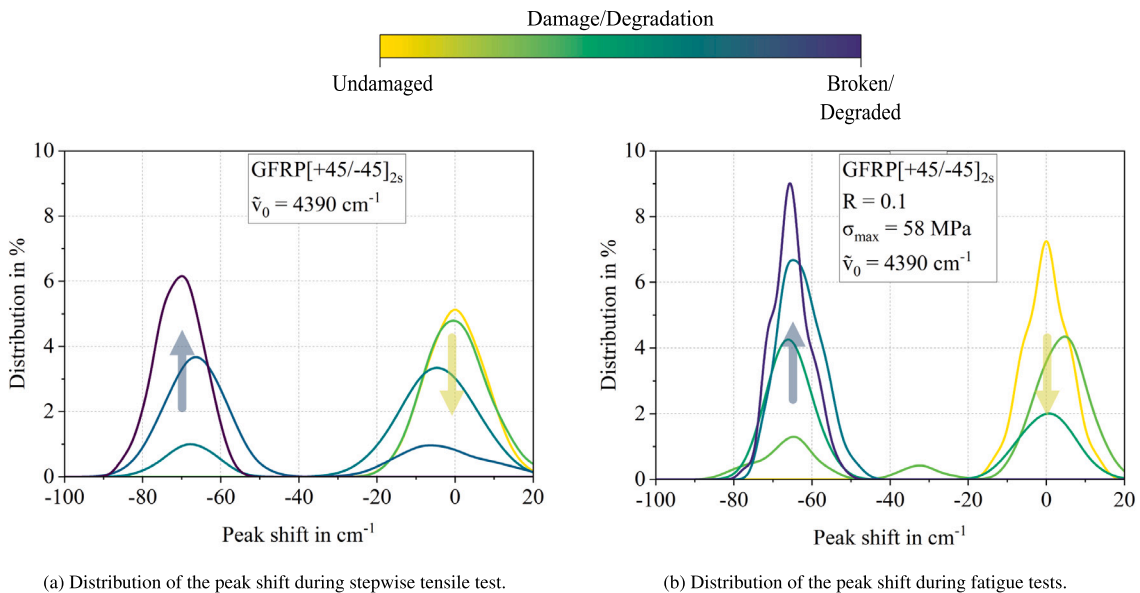 Damage/Degradation
Undamaged
Broken/
Degraded
10
8
6
4
2
0
-100
-80
-60
-40
-20
0
20
Distribution in %
Peak shift in cm⁻¹
GFRP[+45/-45]₂ₛ
ṽ₀ = 4390 cm⁻¹
(a) Distribution of the peak shift during stepwise tensile test.
10
8
6
4
2
0
-100
-80
-60
-40
-20
0
20
Distribution in %
Peak shift in cm⁻¹
GFRP[+45/-45]₂ₛ
R = 0.1
σₘₐₓ = 58 MPa
ṽ₀ = 4390 cm⁻¹
(b) Distribution of the peak shift during fatigue tests.